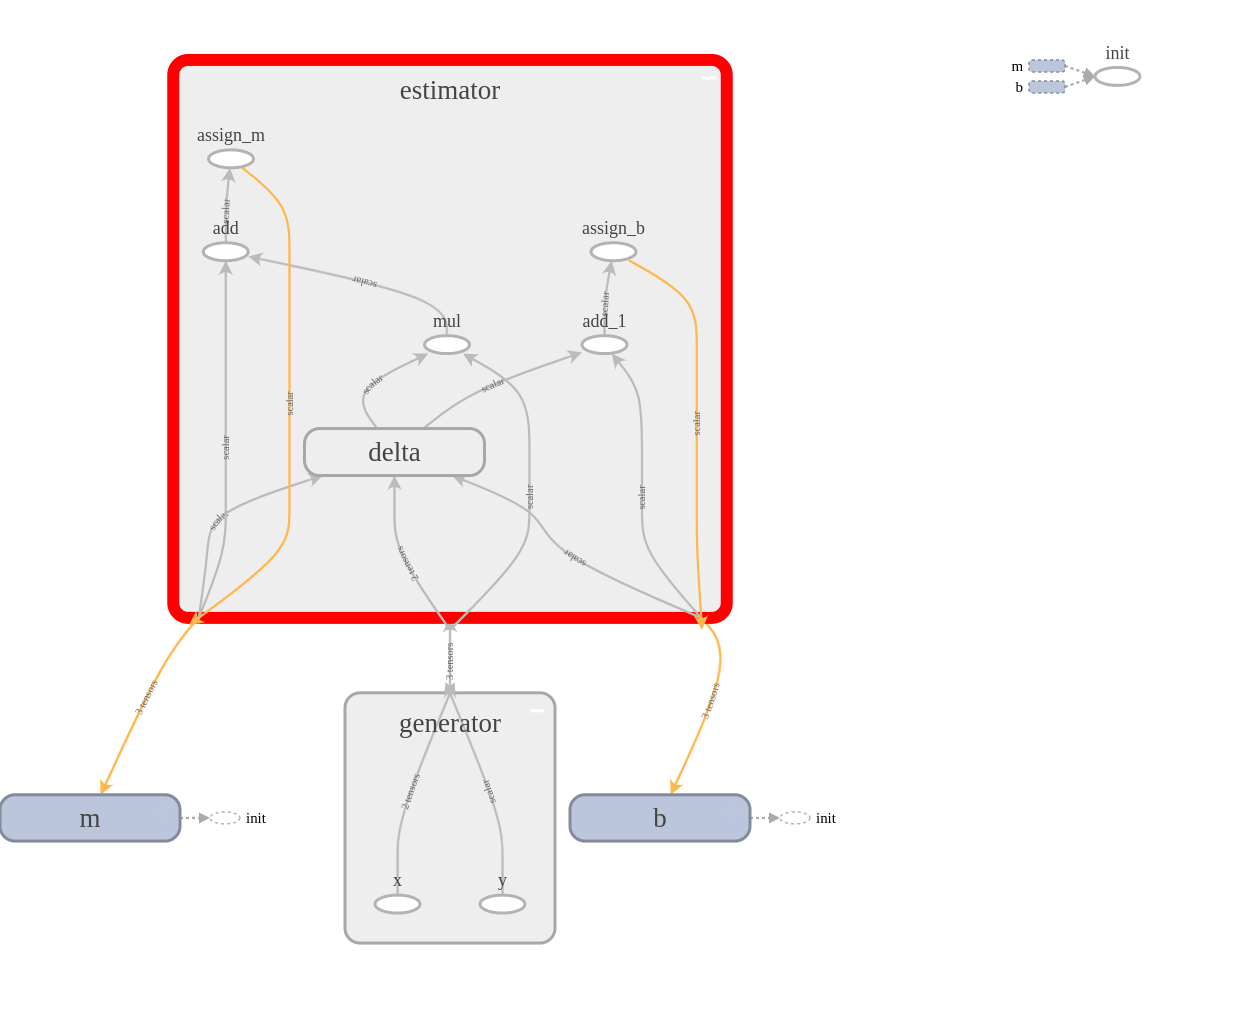 estimator
init
m
b
assign_m
scalar
add
assign_b
scalar
scalar
mul
add_1
scalar
scalar
scalar
scalar
scalar
delta
scalar
scalar
scalar
2 tensors
scalar
3 tensors
3 tensors
3 tensors
generator
2 tensors
scalar
m
init
b
init
x
y